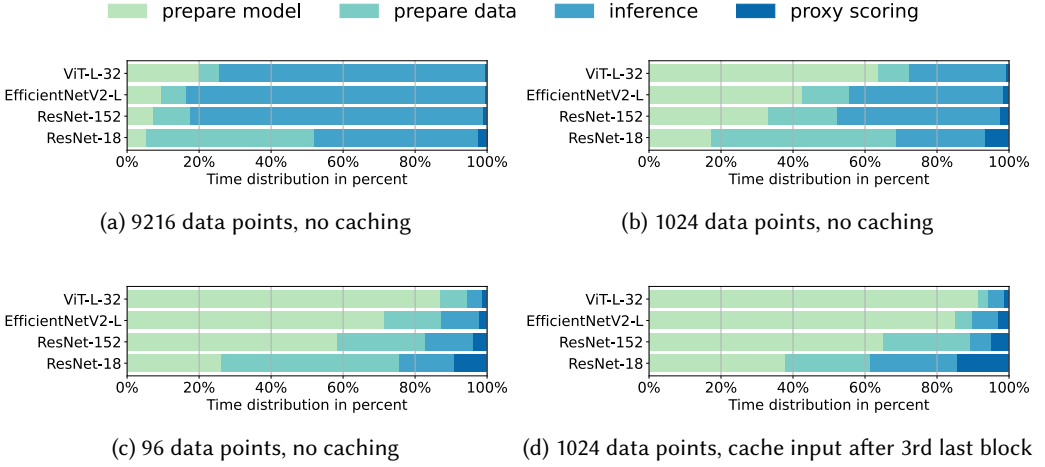 prepare model prepare data inference proxy scoring
ViT-L-32
EfficientNetV2-L
ResNet-152
ResNet-18
0% 20% 40% 60% 80% 100%
Time distribution in percent
(a) 9216 data points, no caching
ViT-L-32
EfficientNetV2-L
ResNet-152
ResNet-18
0% 20% 40% 60% 80% 100%
Time distribution in percent
(b) 1024 data points, no caching
ViT-L-32
EfficientNetV2-L
ResNet-152
ResNet-18
0% 20% 40% 60% 80% 100%
Time distribution in percent
(c) 96 data points, no caching
ViT-L-32
EfficientNetV2-L
ResNet-152
ResNet-18
0% 20% 40% 60% 80% 100%
Time distribution in percent
(d) 1024 data points, cache input after 3rd last block